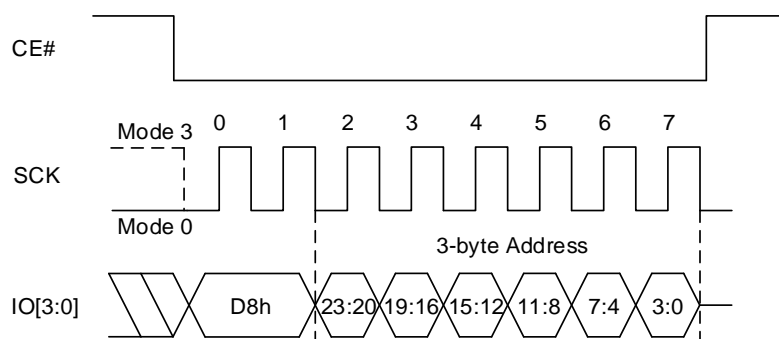 CE#
Mode 3 0 1 2 3 4 5 6 7
SCK
Mode 0
3-byte Address
IO[3:0] D8h 23:20 19:16 15:12 11:8 7:4 3:0